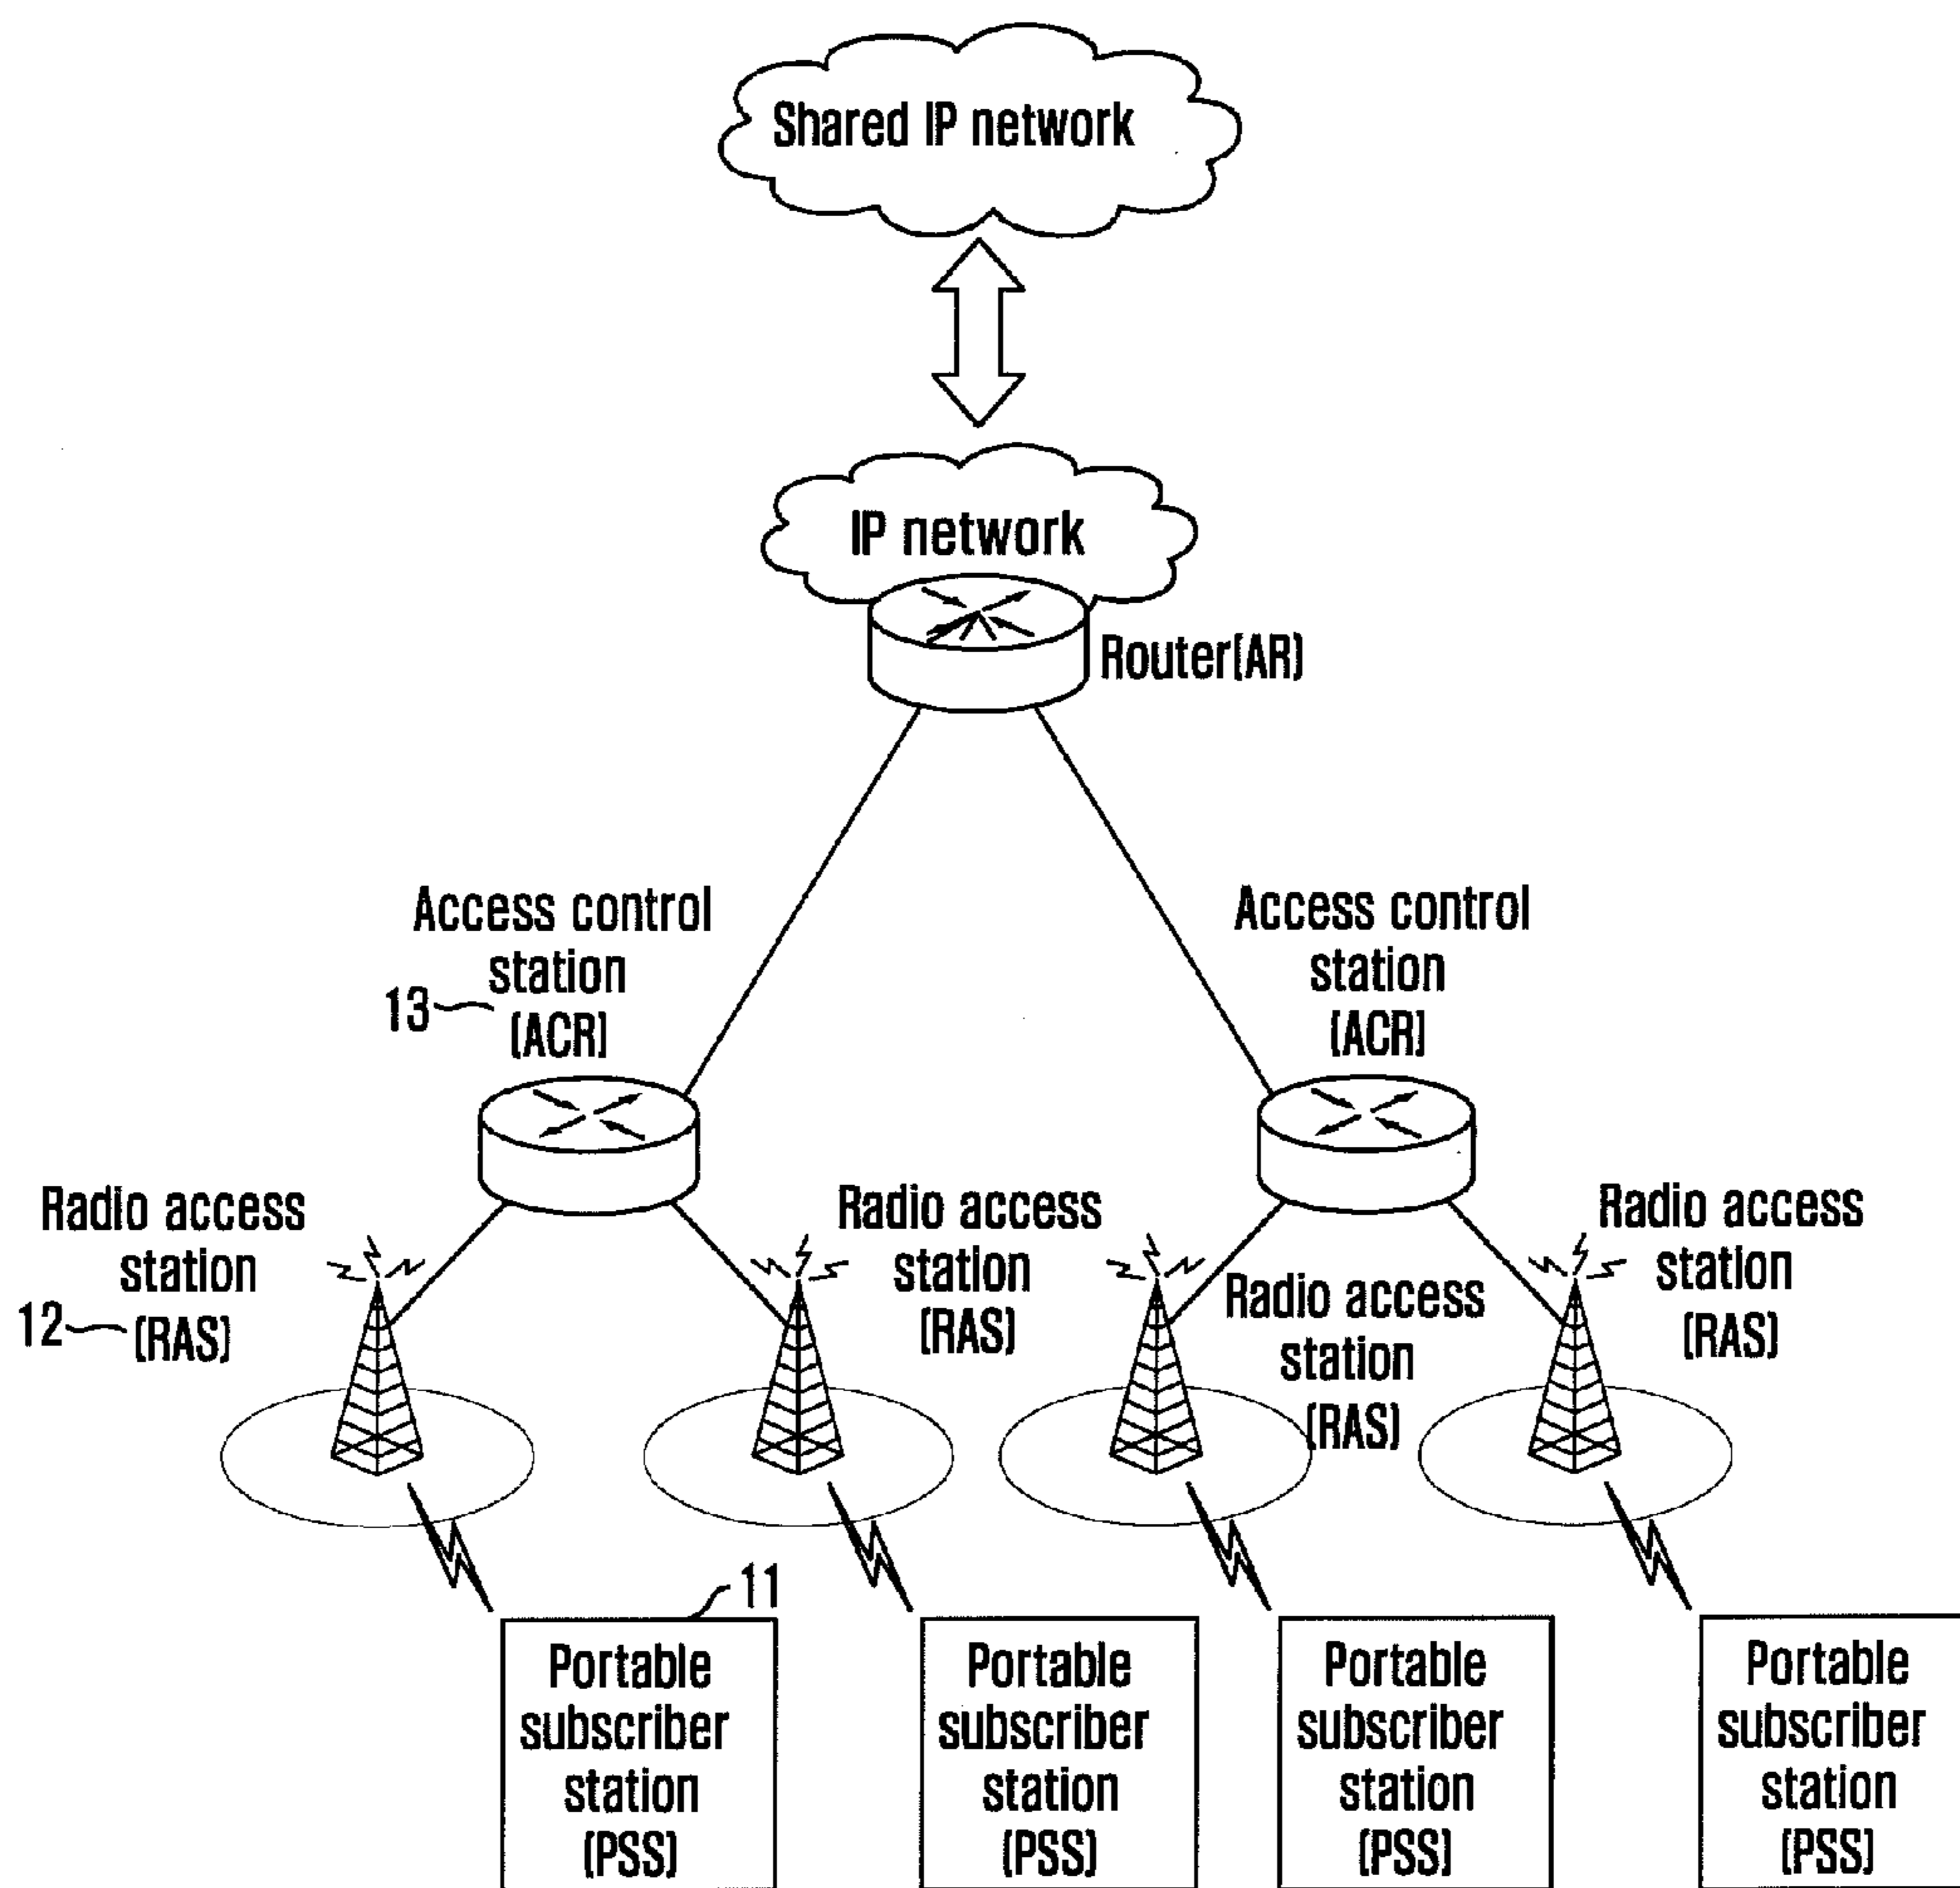 Shared IP network
IP network
Router(AR)
Access control
station
13
(ACR)
Access control
station
(ACR)
Radio access
station
12
(RAS)
Radio access
station
(RAS)
Radio access
station
(RAS)
Radio access
station
(RAS)
11
Portable
subscriber
station
(PSS)
Portable
subscriber
station
(PSS)
Portable
subscriber
station
(PSS)
Portable
subscriber
station
(PSS)